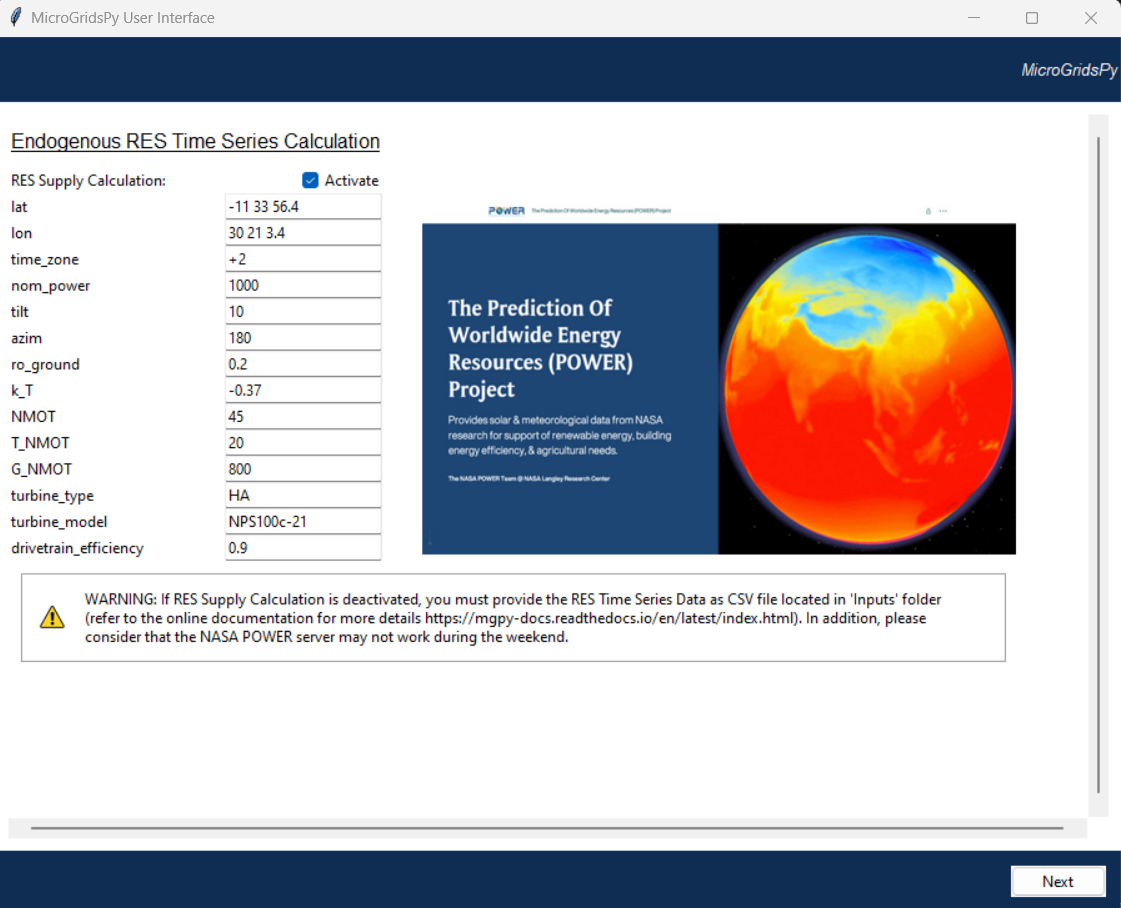 MicroGridsPy User Interface
MicroGridsPy
Endogenous RES Time Series Calculation
RES Supply Calculation: Activate
lat -11 33 56.4
lon 30 21 3.4
time_zone +2
nom_power 1000
tilt 10
azim 180
ro_ground 0.2
k_T -0.37
NMOT 45
T_NMOT 20
G_NMOT 800
turbine_type HA
turbine_model NPS100c-21
drivetrain_efficiency 0.9
POWER The Prediction Of Worldwide Energy Resources (POWER) Project
The Prediction Of
Worldwide Energy
Resources (POWER)
Project
Provides solar & meteorological data from NASA
research for support of renewable energy, building
energy efficiency, & agricultural needs.
The NASA POWER Team @ NASA Langley Research Center
WARNING: If RES Supply Calculation is deactivated, you must provide the RES Time Series Data as CSV file located in 'Inputs' folder
(refer to the online documentation for more details https://mgpy-docs.readthedocs.io/en/latest/index.html). In addition, please
consider that the NASA POWER server may not work during the weekend.
Next